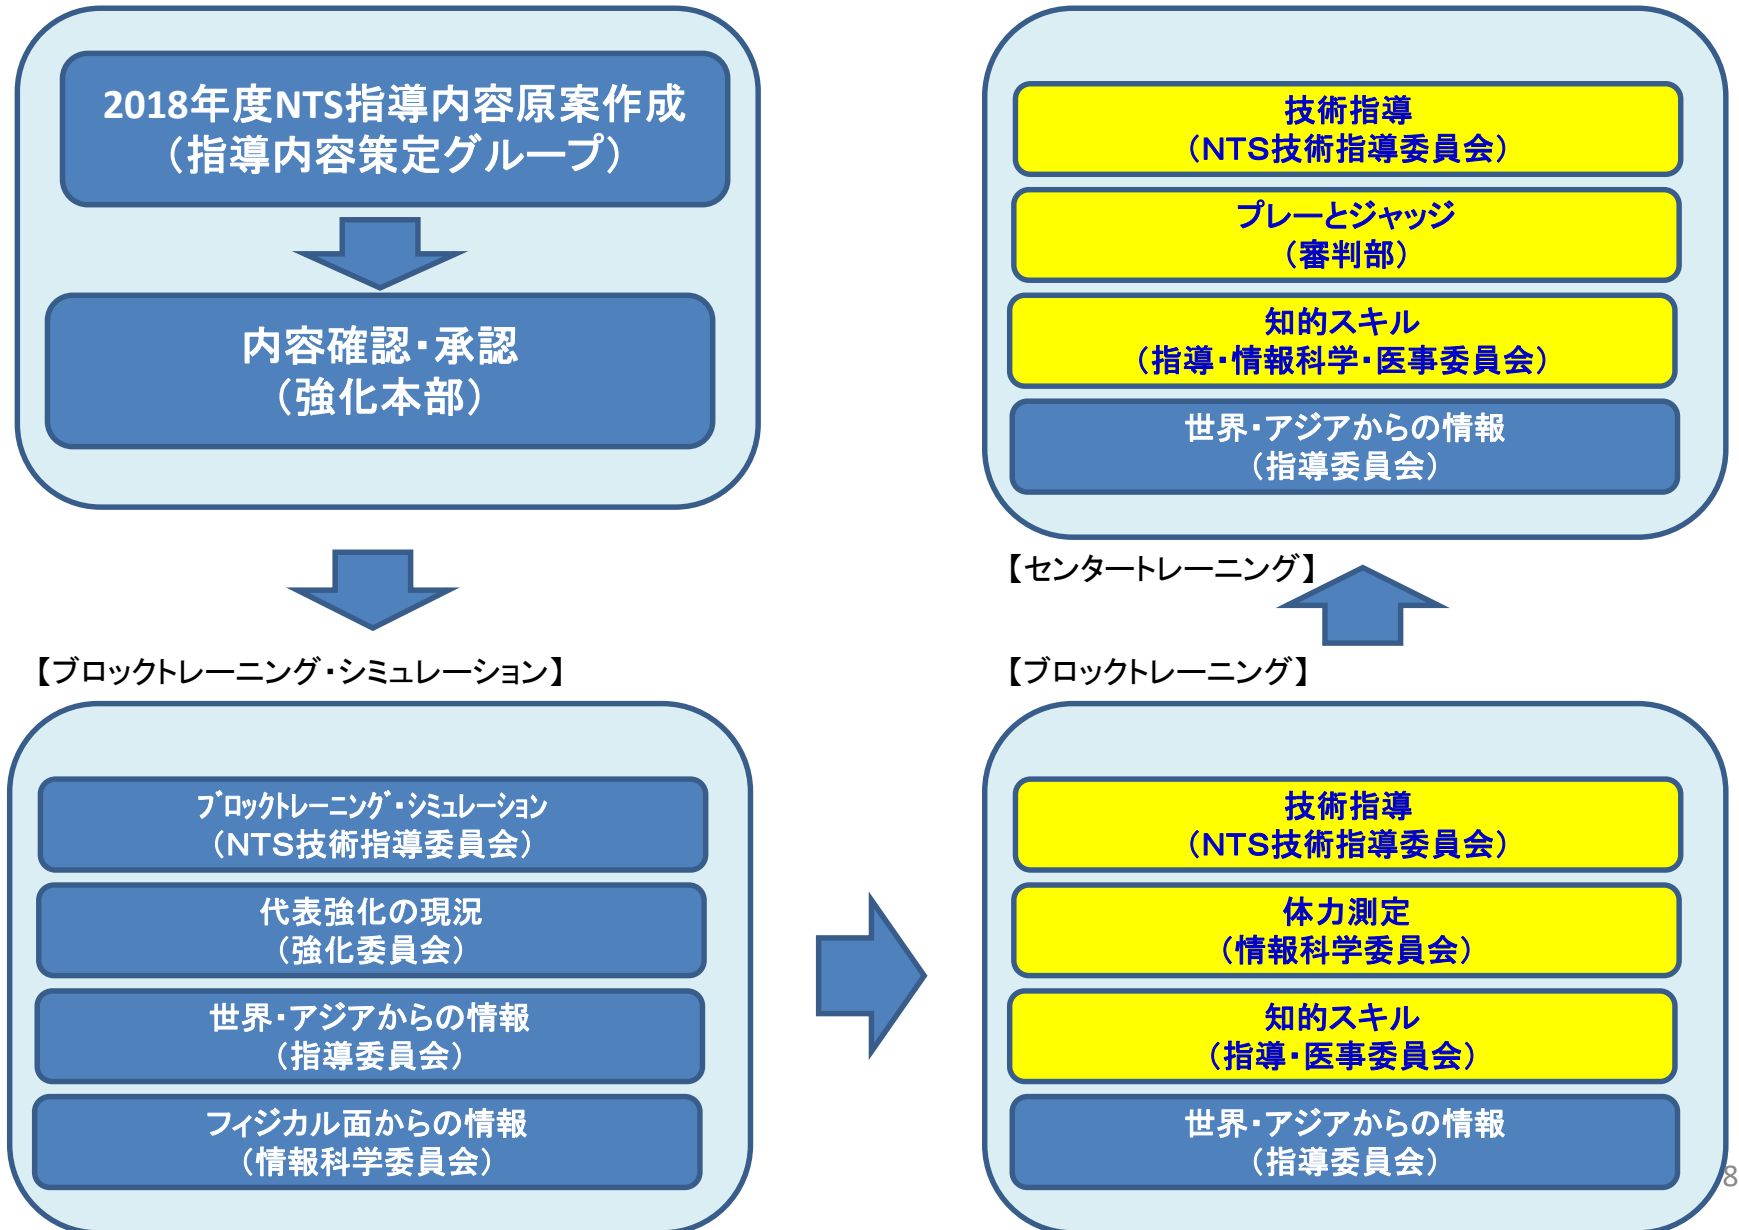 2018年度NTS指導内容原案作成
（指導内容策定グループ）
内容確認・承認
（強化本部）
【ブロックトレーニング・シミュレーション】
ブロックトレーニング・シミュレーション
（NTS技術指導委員会）
代表強化の現況
（強化委員会）
世界・アジアからの情報
（指導委員会）
フィジカル面からの情報
（情報科学委員会）
【ブロックトレーニング】
技術指導
（NTS技術指導委員会）
体力測定
（情報科学委員会）
知的スキル
（指導・医事委員会）
世界・アジアからの情報
（指導委員会）
【センタートレーニング】
技術指導
（NTS技術指導委員会）
プレーとジャッジ
（審判部）
知的スキル
（指導・情報科学・医事委員会）
世界・アジアからの情報
（指導委員会）
8